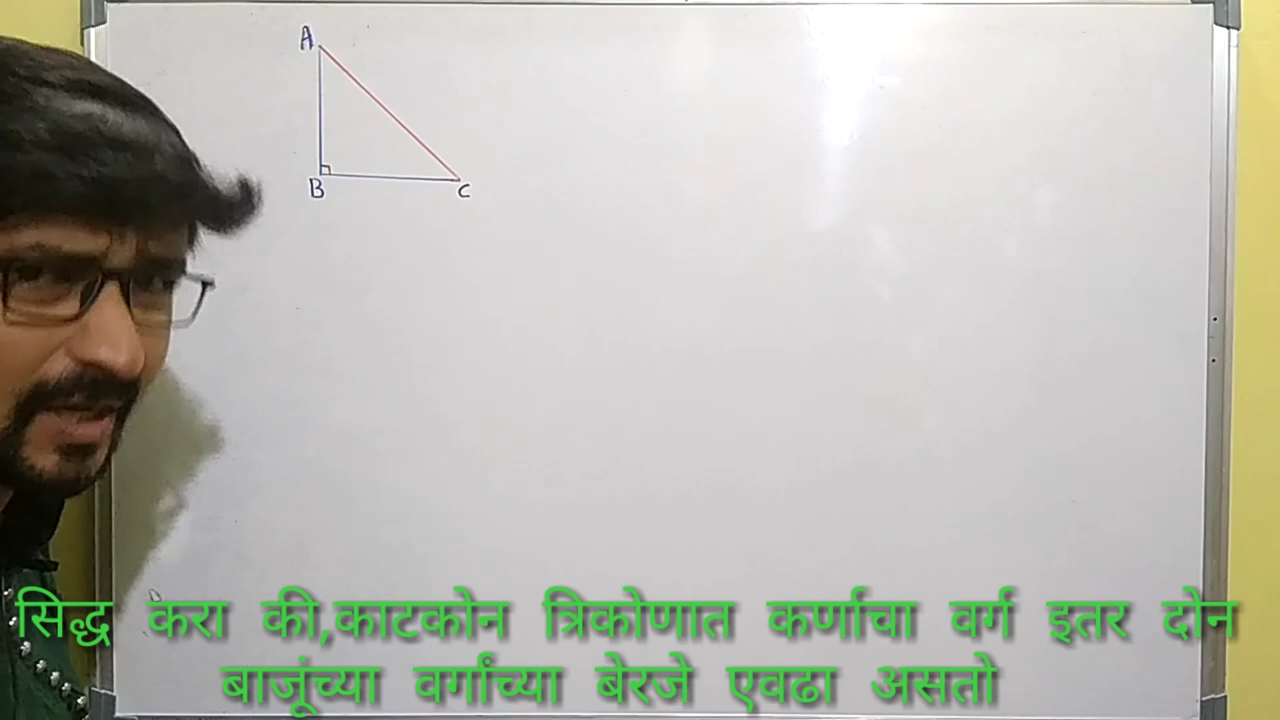 A
B
C
सिद्ध करा की,काटकोन त्रिकोणात कर्णाचा वर्ग इतर दोन
बाजूंच्या वर्गांच्या बेरजे एवढा असतो